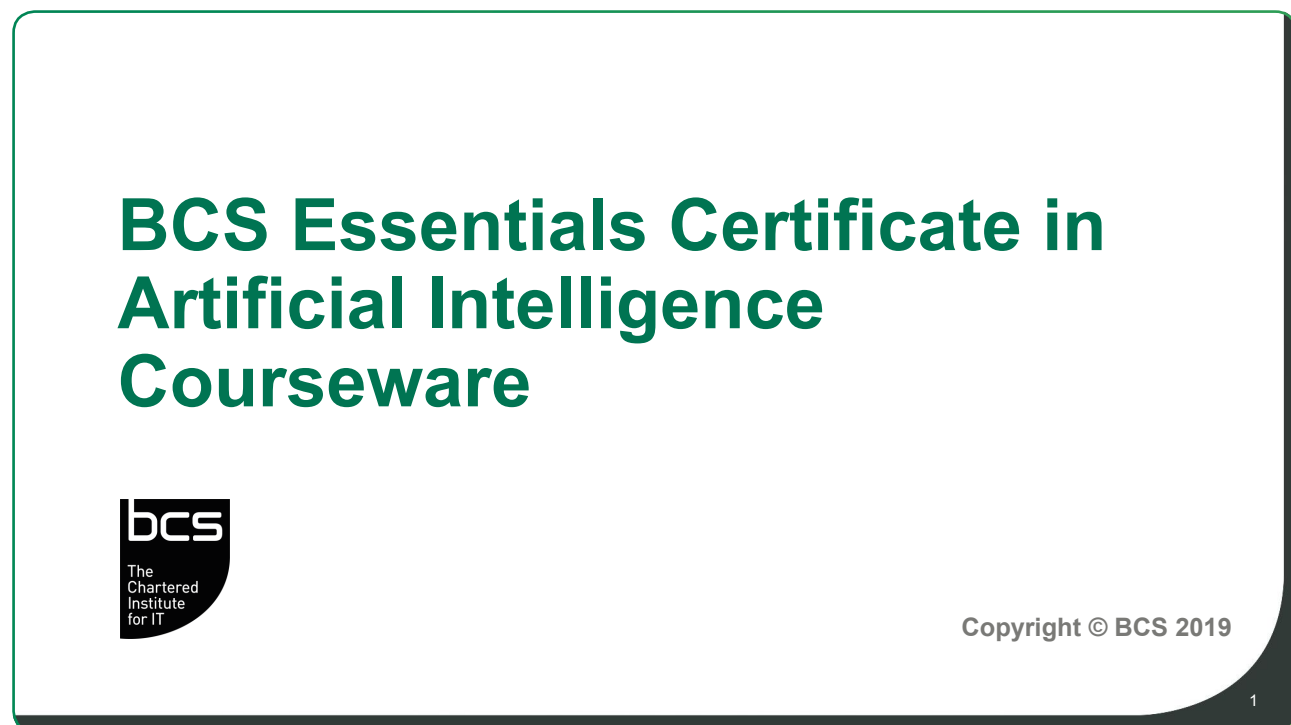 BCS Essentials Certificate in
Artificial Intelligence
Courseware
bcs
The
Chartered
Institute
for IT
Copyright © BCS 2019
1